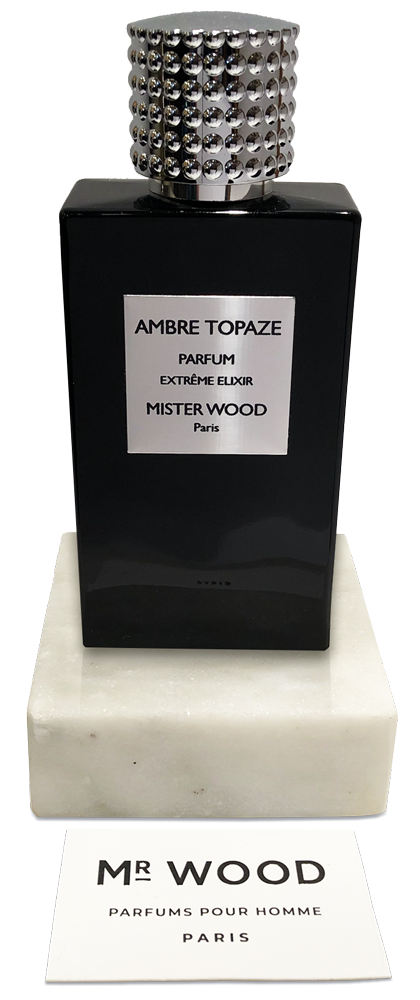 AMBRE TOPAZE
PARFUM
EXTRÊME ELIXIR
MISTER WOOD
Paris
MR WOOD
PARFUMS POUR HOMME
PARIS